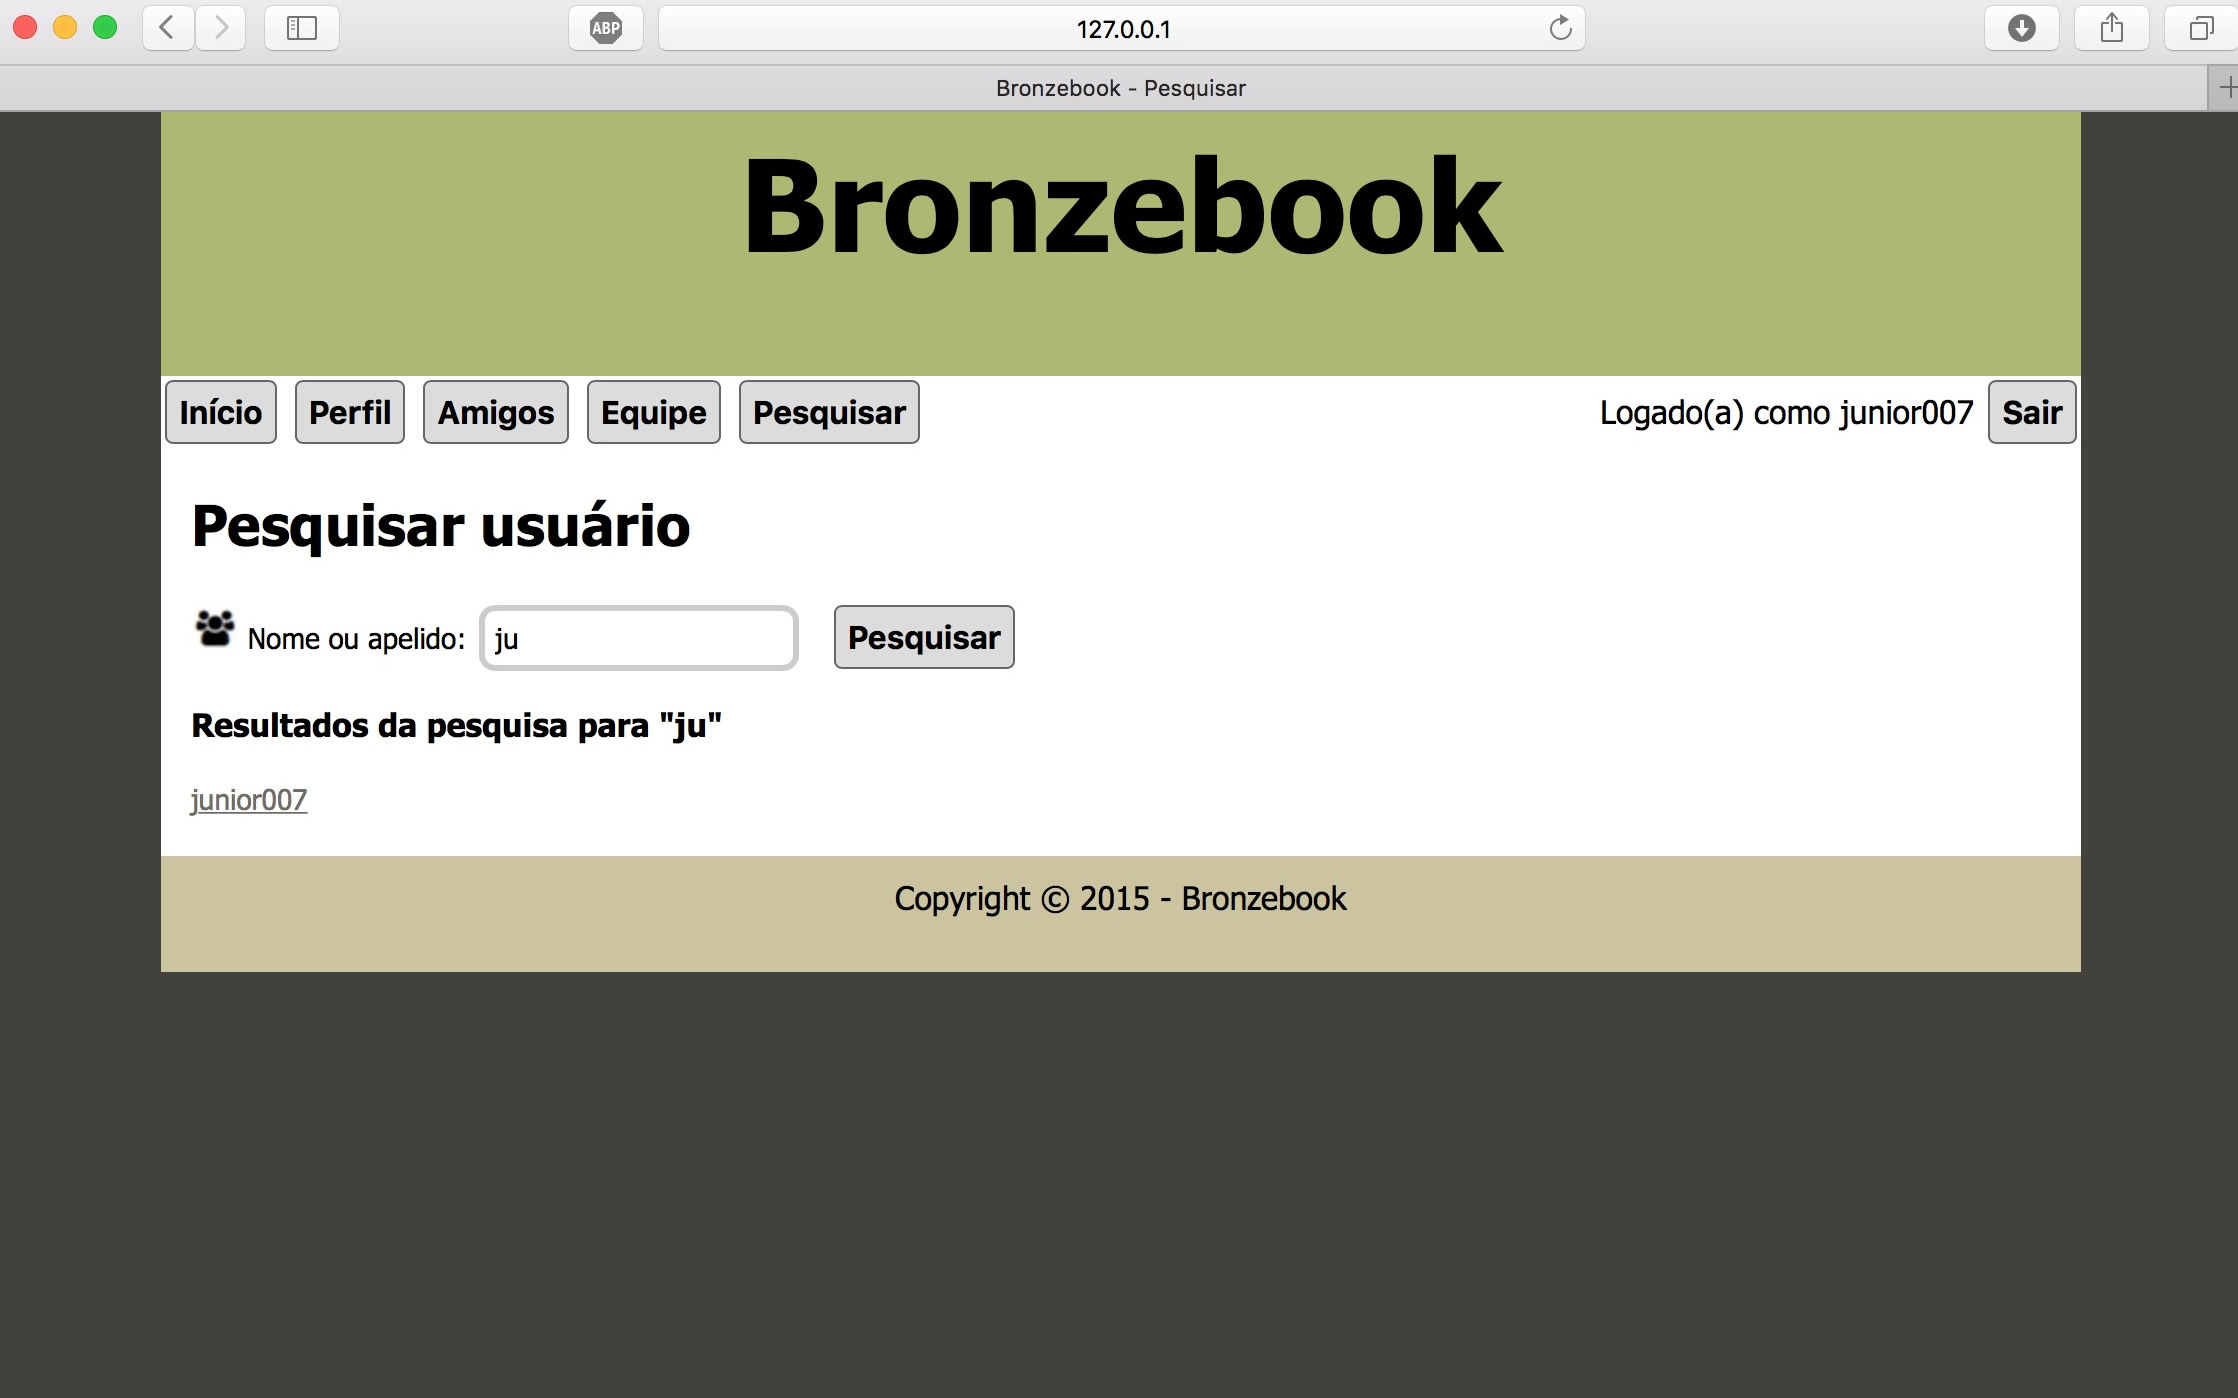 ABP
127.0.0.1
Bronzebook - Pesquisar
Bronzebook
Início Perfil Amigos Equipe Pesquisar Logado(a) como junior007 Sair
Pesquisar usuário
Nome ou apelido: ju Pesquisar
Resultados da pesquisa para "ju"
junior007
Copyright © 2015 - Bronzebook